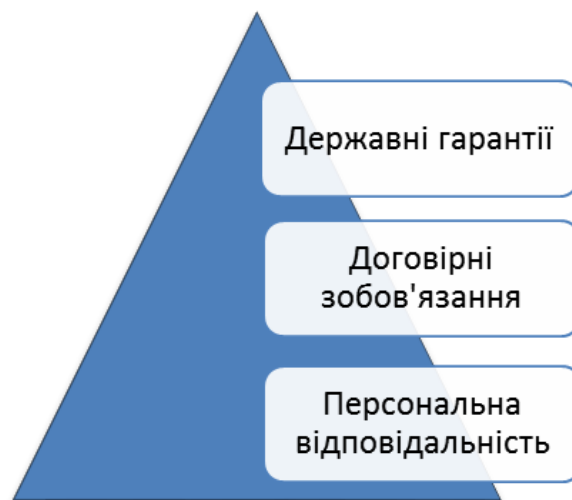 Державні гарантії
Договірні
зобов'язання
Персональна
відповідальність